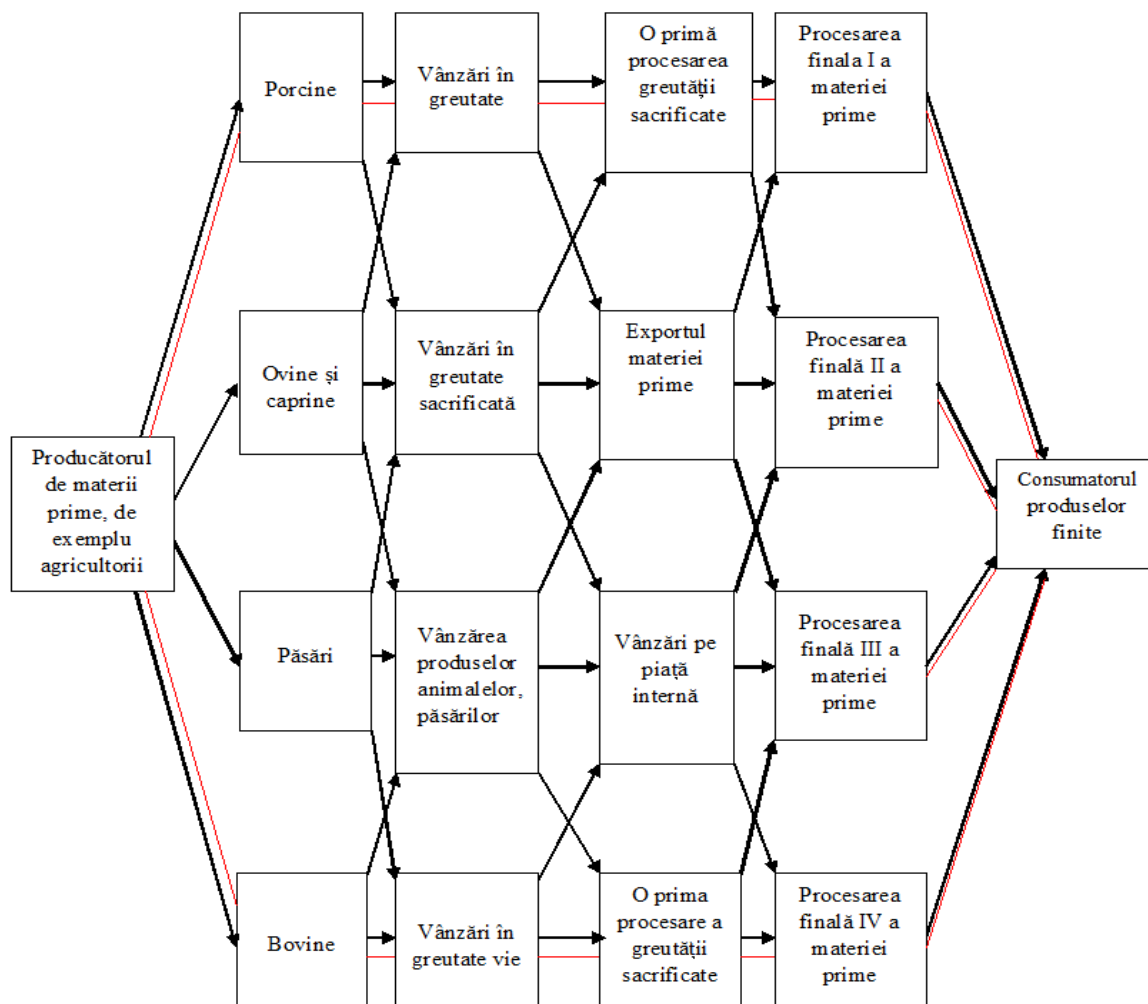 Porcine
Vânzări în
greutate
O primă
procesarea
greutății
sacrificate
Procesarea
finala I a
materiei
prime
Ovine și
caprine
Vânzări în
greutate
sacrificată
Exportul
materiei
prime
Procesarea
finală II a
materiei
prime
Producătorul
de materii
prime, de
exemplu
agricultorii
Consumatorul
produselor
finite
Păsări
Vânzărea
produselor
animalelor,
păsărilor
Vânzări pe
piață
internă
Procesarea
finală III a
materiei
prime
Bovine
Vânzări în
greutate vie
O prima
procesare a
greutății
sacrificate
Procesarea
finală IV a
materiei
prime